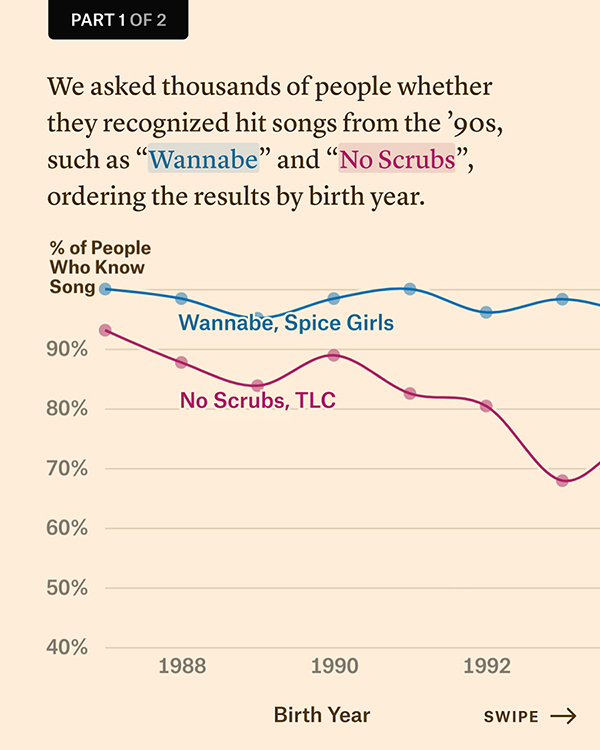 PART 1 OF 2
We asked thousands of people whether
they recognized hit songs from the ’90s,
such as “Wannabe” and “No Scrubs”,
ordering the results by birth year.
% of People
Who Know
Song
Wannabe, Spice Girls
90%
No Scrubs, TLC
80%
70%
60%
50%
40%
1988 1990 1992
Birth Year
SWIPE →